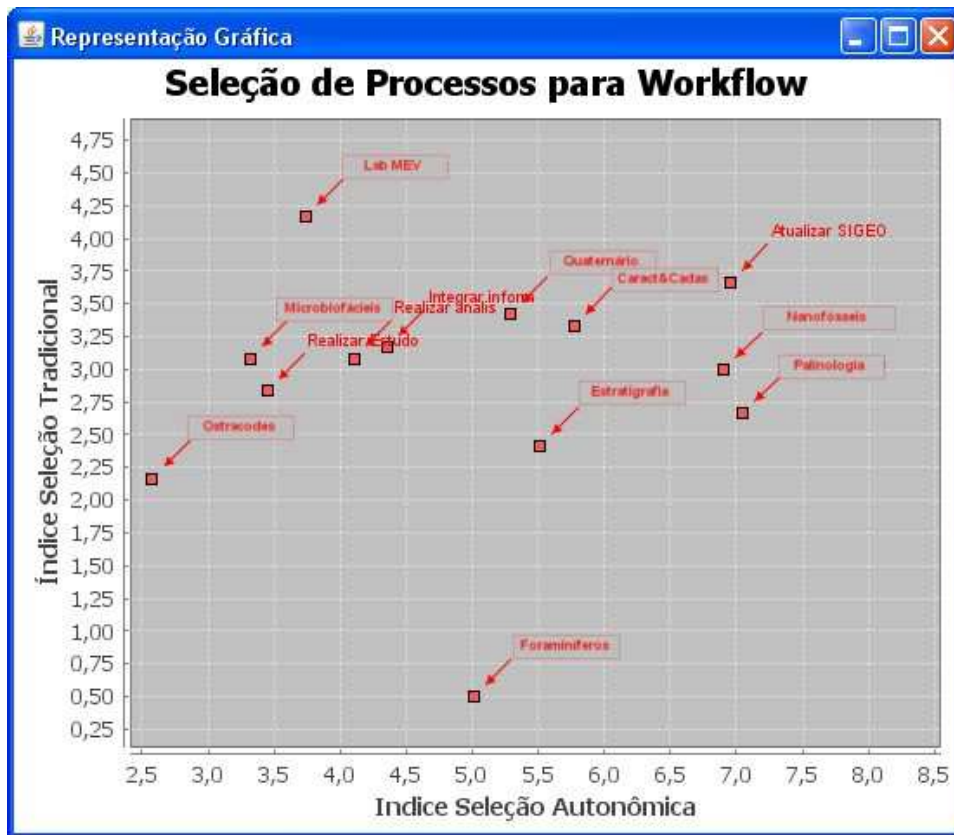 Representação Gráfica
Seleção de Processos para Workflow
Índice Seleção Tradicional
4,75
4,50
4,25
4,00
3,75
3,50
3,25
3,00
2,75
2,50
2,25
2,00
1,75
1,50
1,25
1,00
0,75
0,50
0,25
Lab MEV
Atualizar SIGEO
Quaternário
Caract&Cadas
Integrar inform
Microbiofácieis
Realizar anális
Nanofósseis
Realizar Estudo
Palinologia
Estratigrafia
Ostracodes
Foraminiferos
2,5 3,0 3,5 4,0 4,5 5,0 5,5 6,0 6,5 7,0 7,5 8,0 8,5
Indice Seleção Autonômica